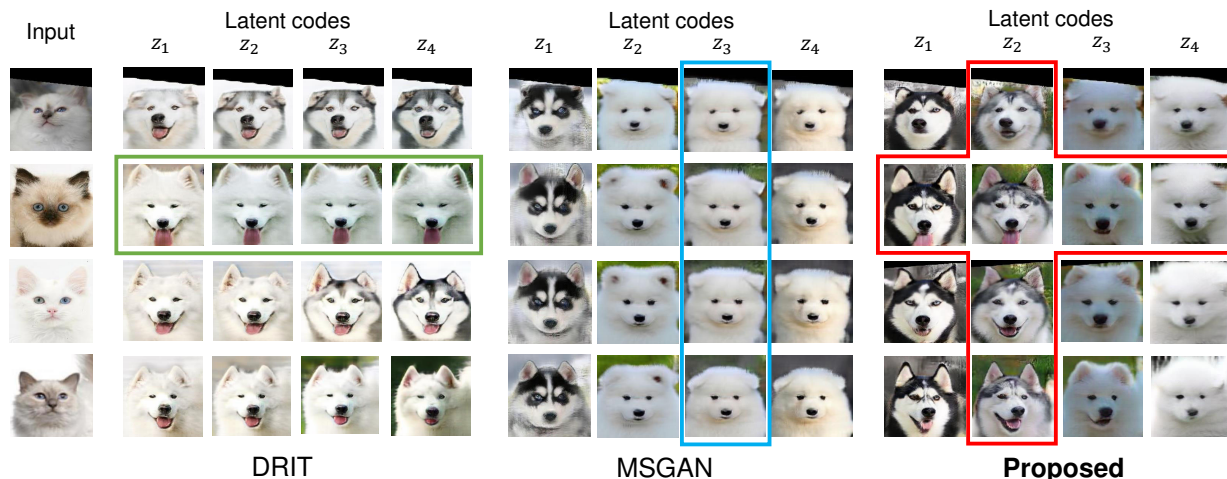 Input
Latent codes
z₁ z₂ z₃ z₄
Latent codes
z₁ z₂ z₃ z₄
Latent codes
z₁ z₂ z₃ z₄
DRIT
MSGAN
Proposed